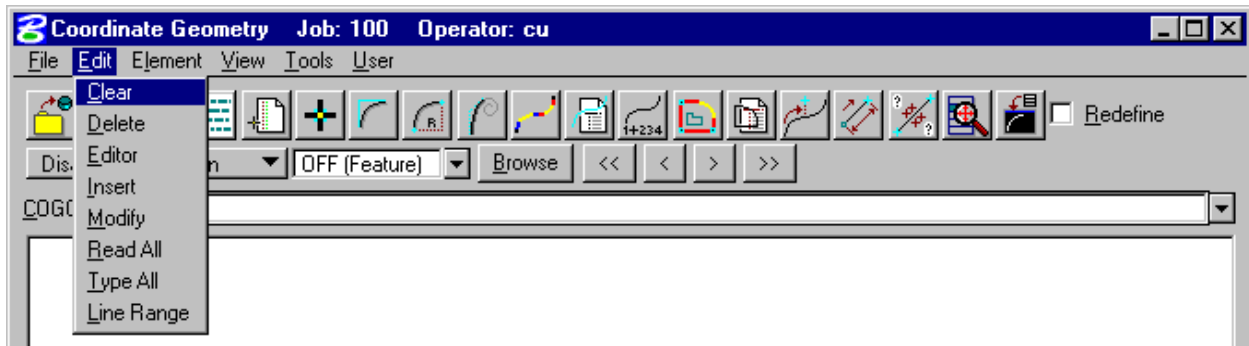 Coordinate Geometry Job: 100 Operator: cu
File Edit Element View Tools User
Clear
Delete
Editor
Insert
Modify
Read All
Type All
Line Range
R
1+234
? ?
Redefine
OFF (Feature) Browse << < > >>